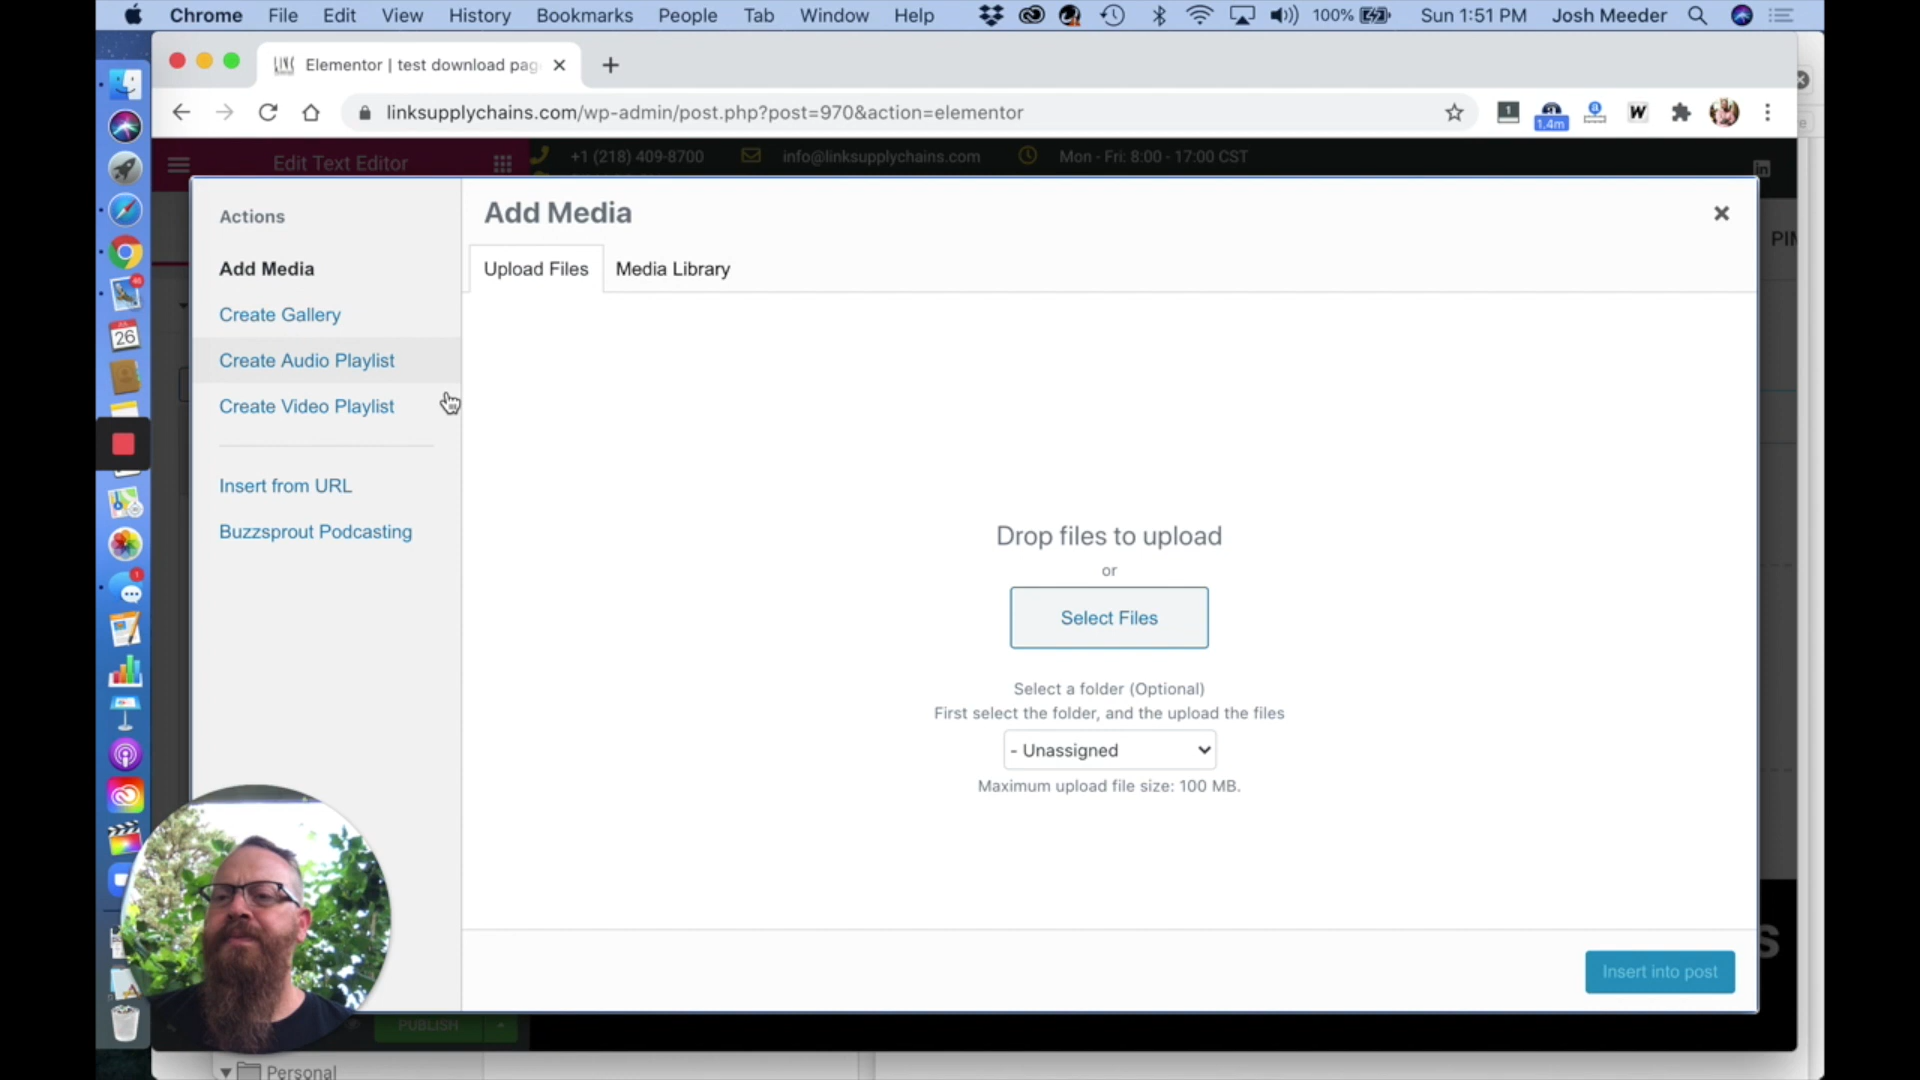 Chrome File Edit View History Bookmarks People Tab Window Help 100% Sun 1:51 PM Josh Meeder
Elementor | test download pag
linksupplychains.com/wp-admin/post.php?post=970&action=elementor
1
1.4m
W
Edit Text Editor
+1 (218) 409-8700 info@linksupplychains.com Mon - Fri: 8:00 - 17:00 CST
in
Actions
Add Media
Create Gallery
Create Audio Playlist
Create Video Playlist
Insert from URL
Buzzsprout Podcasting
Add Media
Upload Files Media Library
Drop files to upload
or
Select Files
Select a folder (Optional)
First select the folder, and the upload the files
- Unassigned
Maximum upload file size: 100 MB.
Insert into post
26
1
PUBLISH
Personal